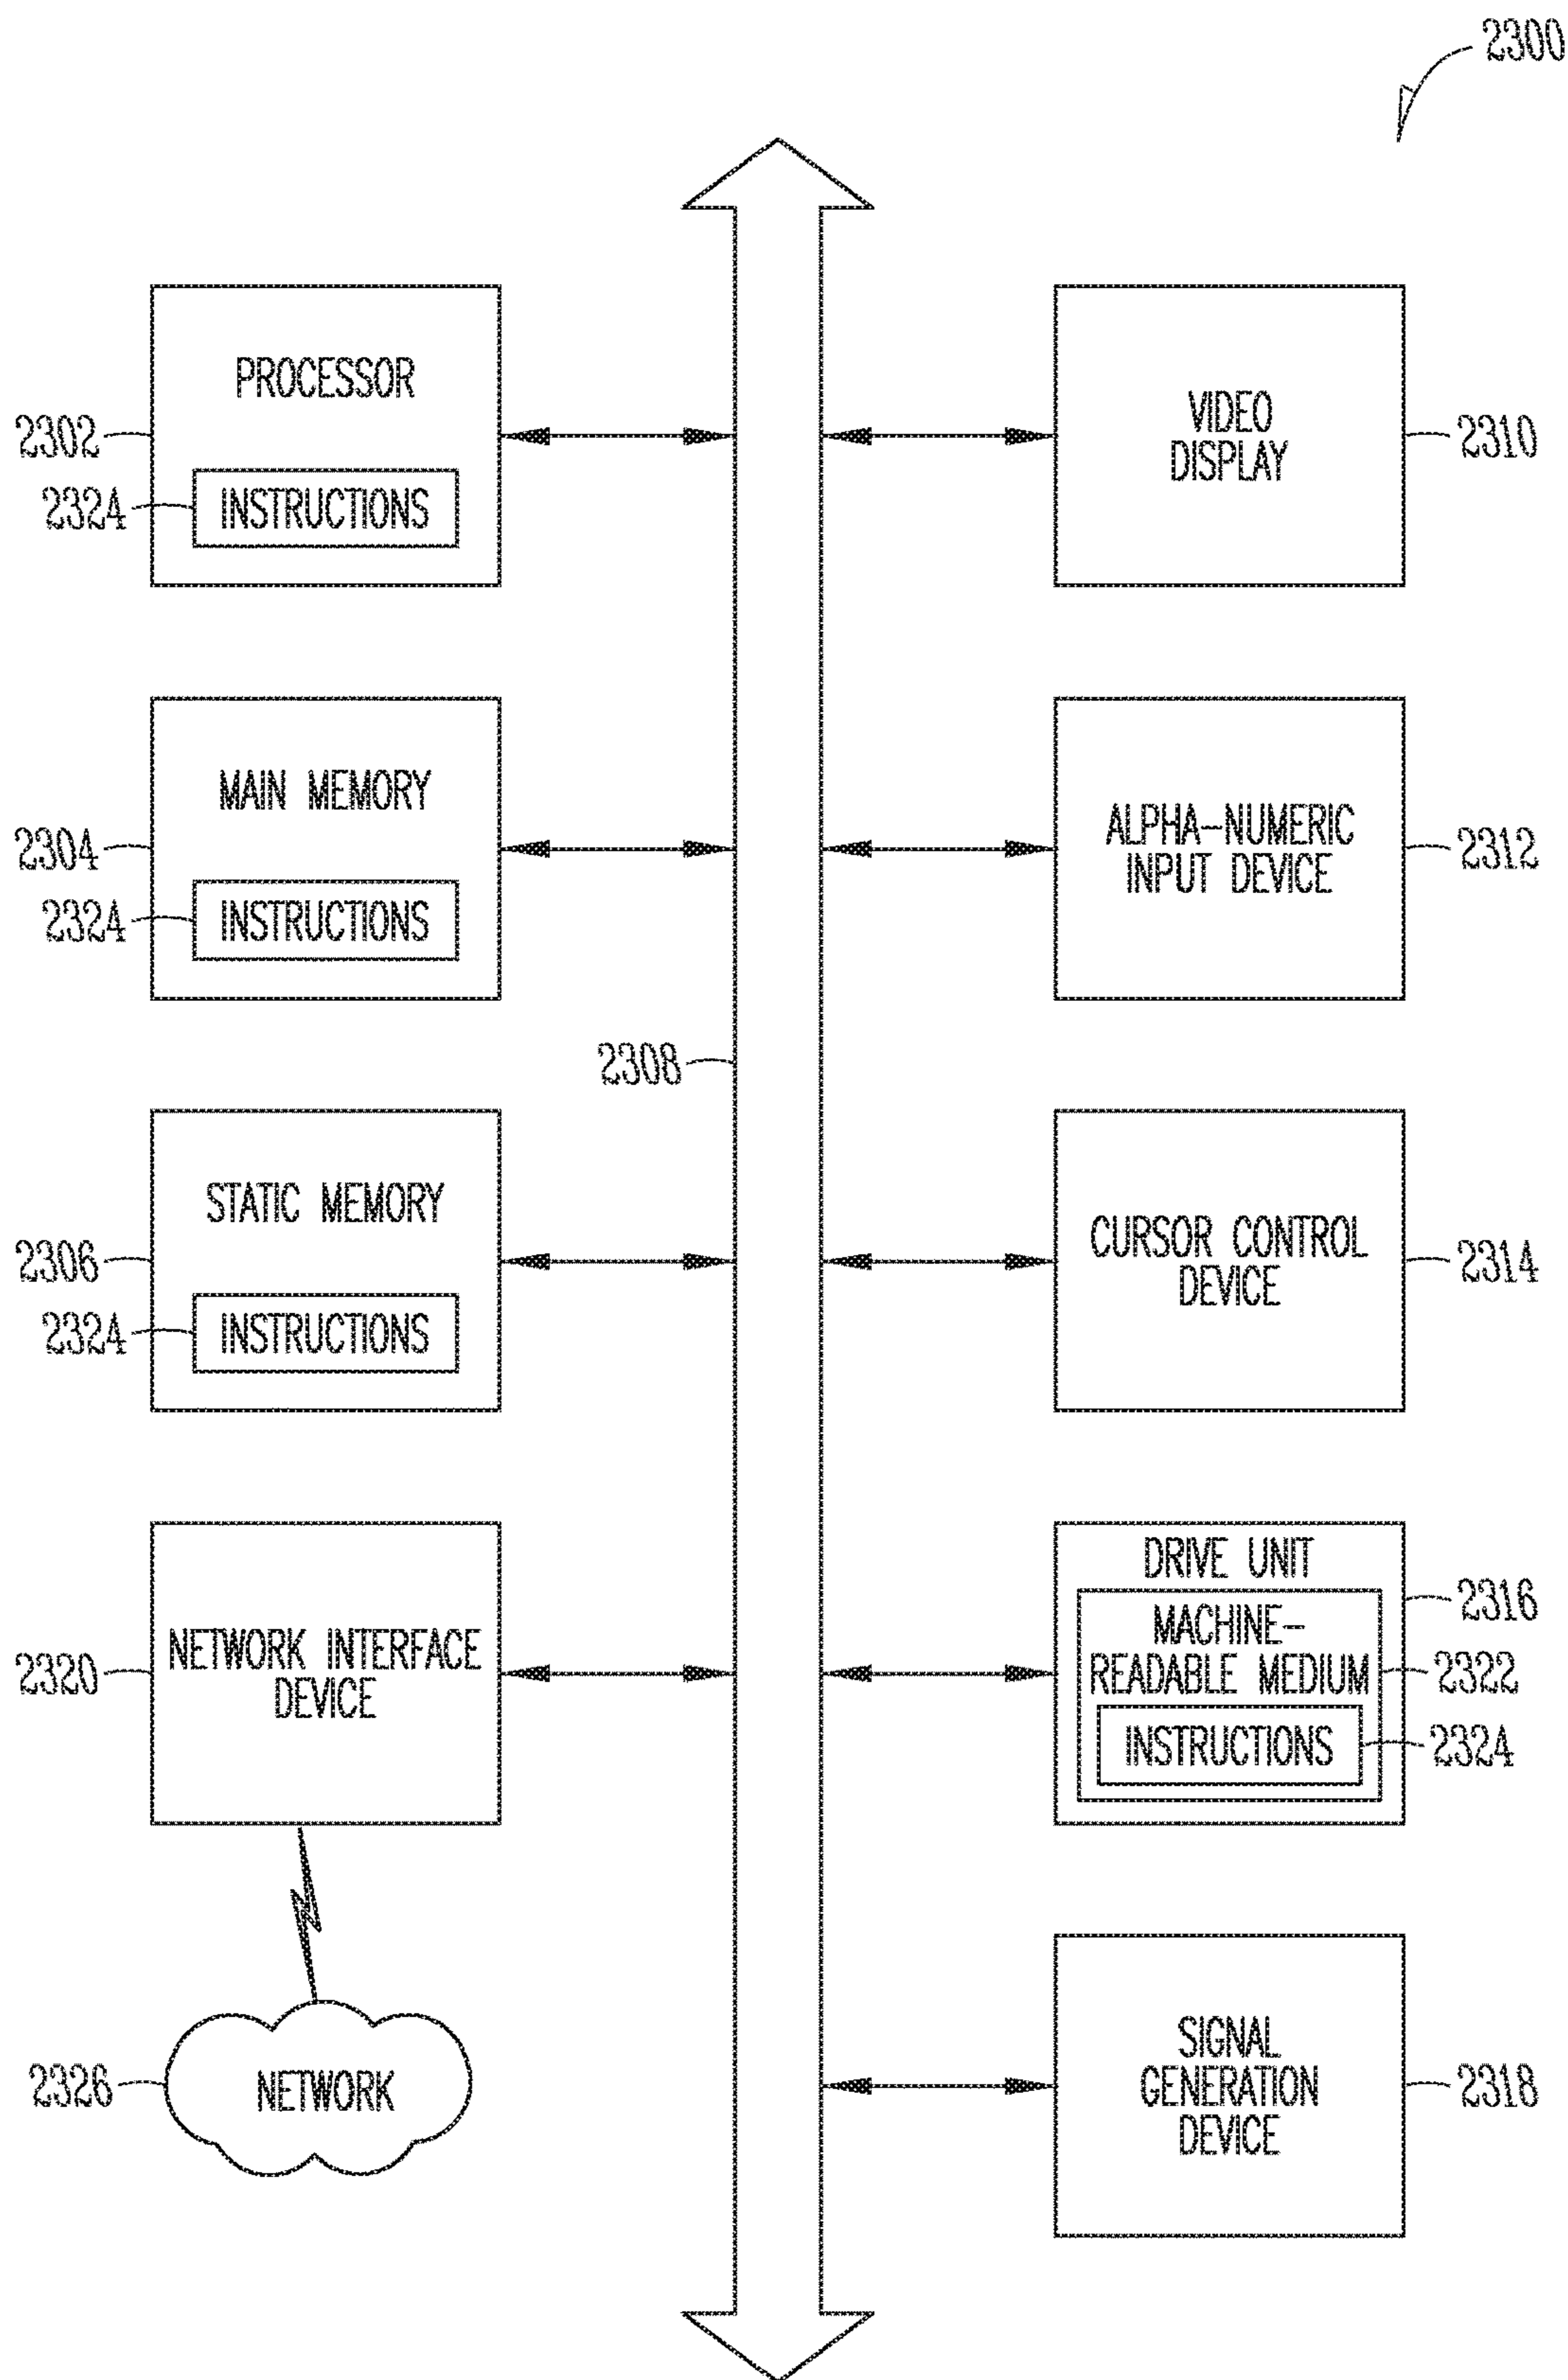 2300
PROCESSOR
2302
2324
INSTRUCTIONS
VIDEO
DISPLAY
2310
MAIN MEMORY
2304
2324
INSTRUCTIONS
ALPHA-NUMERIC
INPUT DEVICE
2312
2308
STATIC MEMORY
2306
2324
INSTRUCTIONS
CURSOR CONTROL
DEVICE
2314
NETWORK INTERFACE
DEVICE
2320
DRIVE UNIT
2316
MACHINE-
READABLE MEDIUM
2322
INSTRUCTIONS
2324
NETWORK
2326
SIGNAL
GENERATION
DEVICE
2318